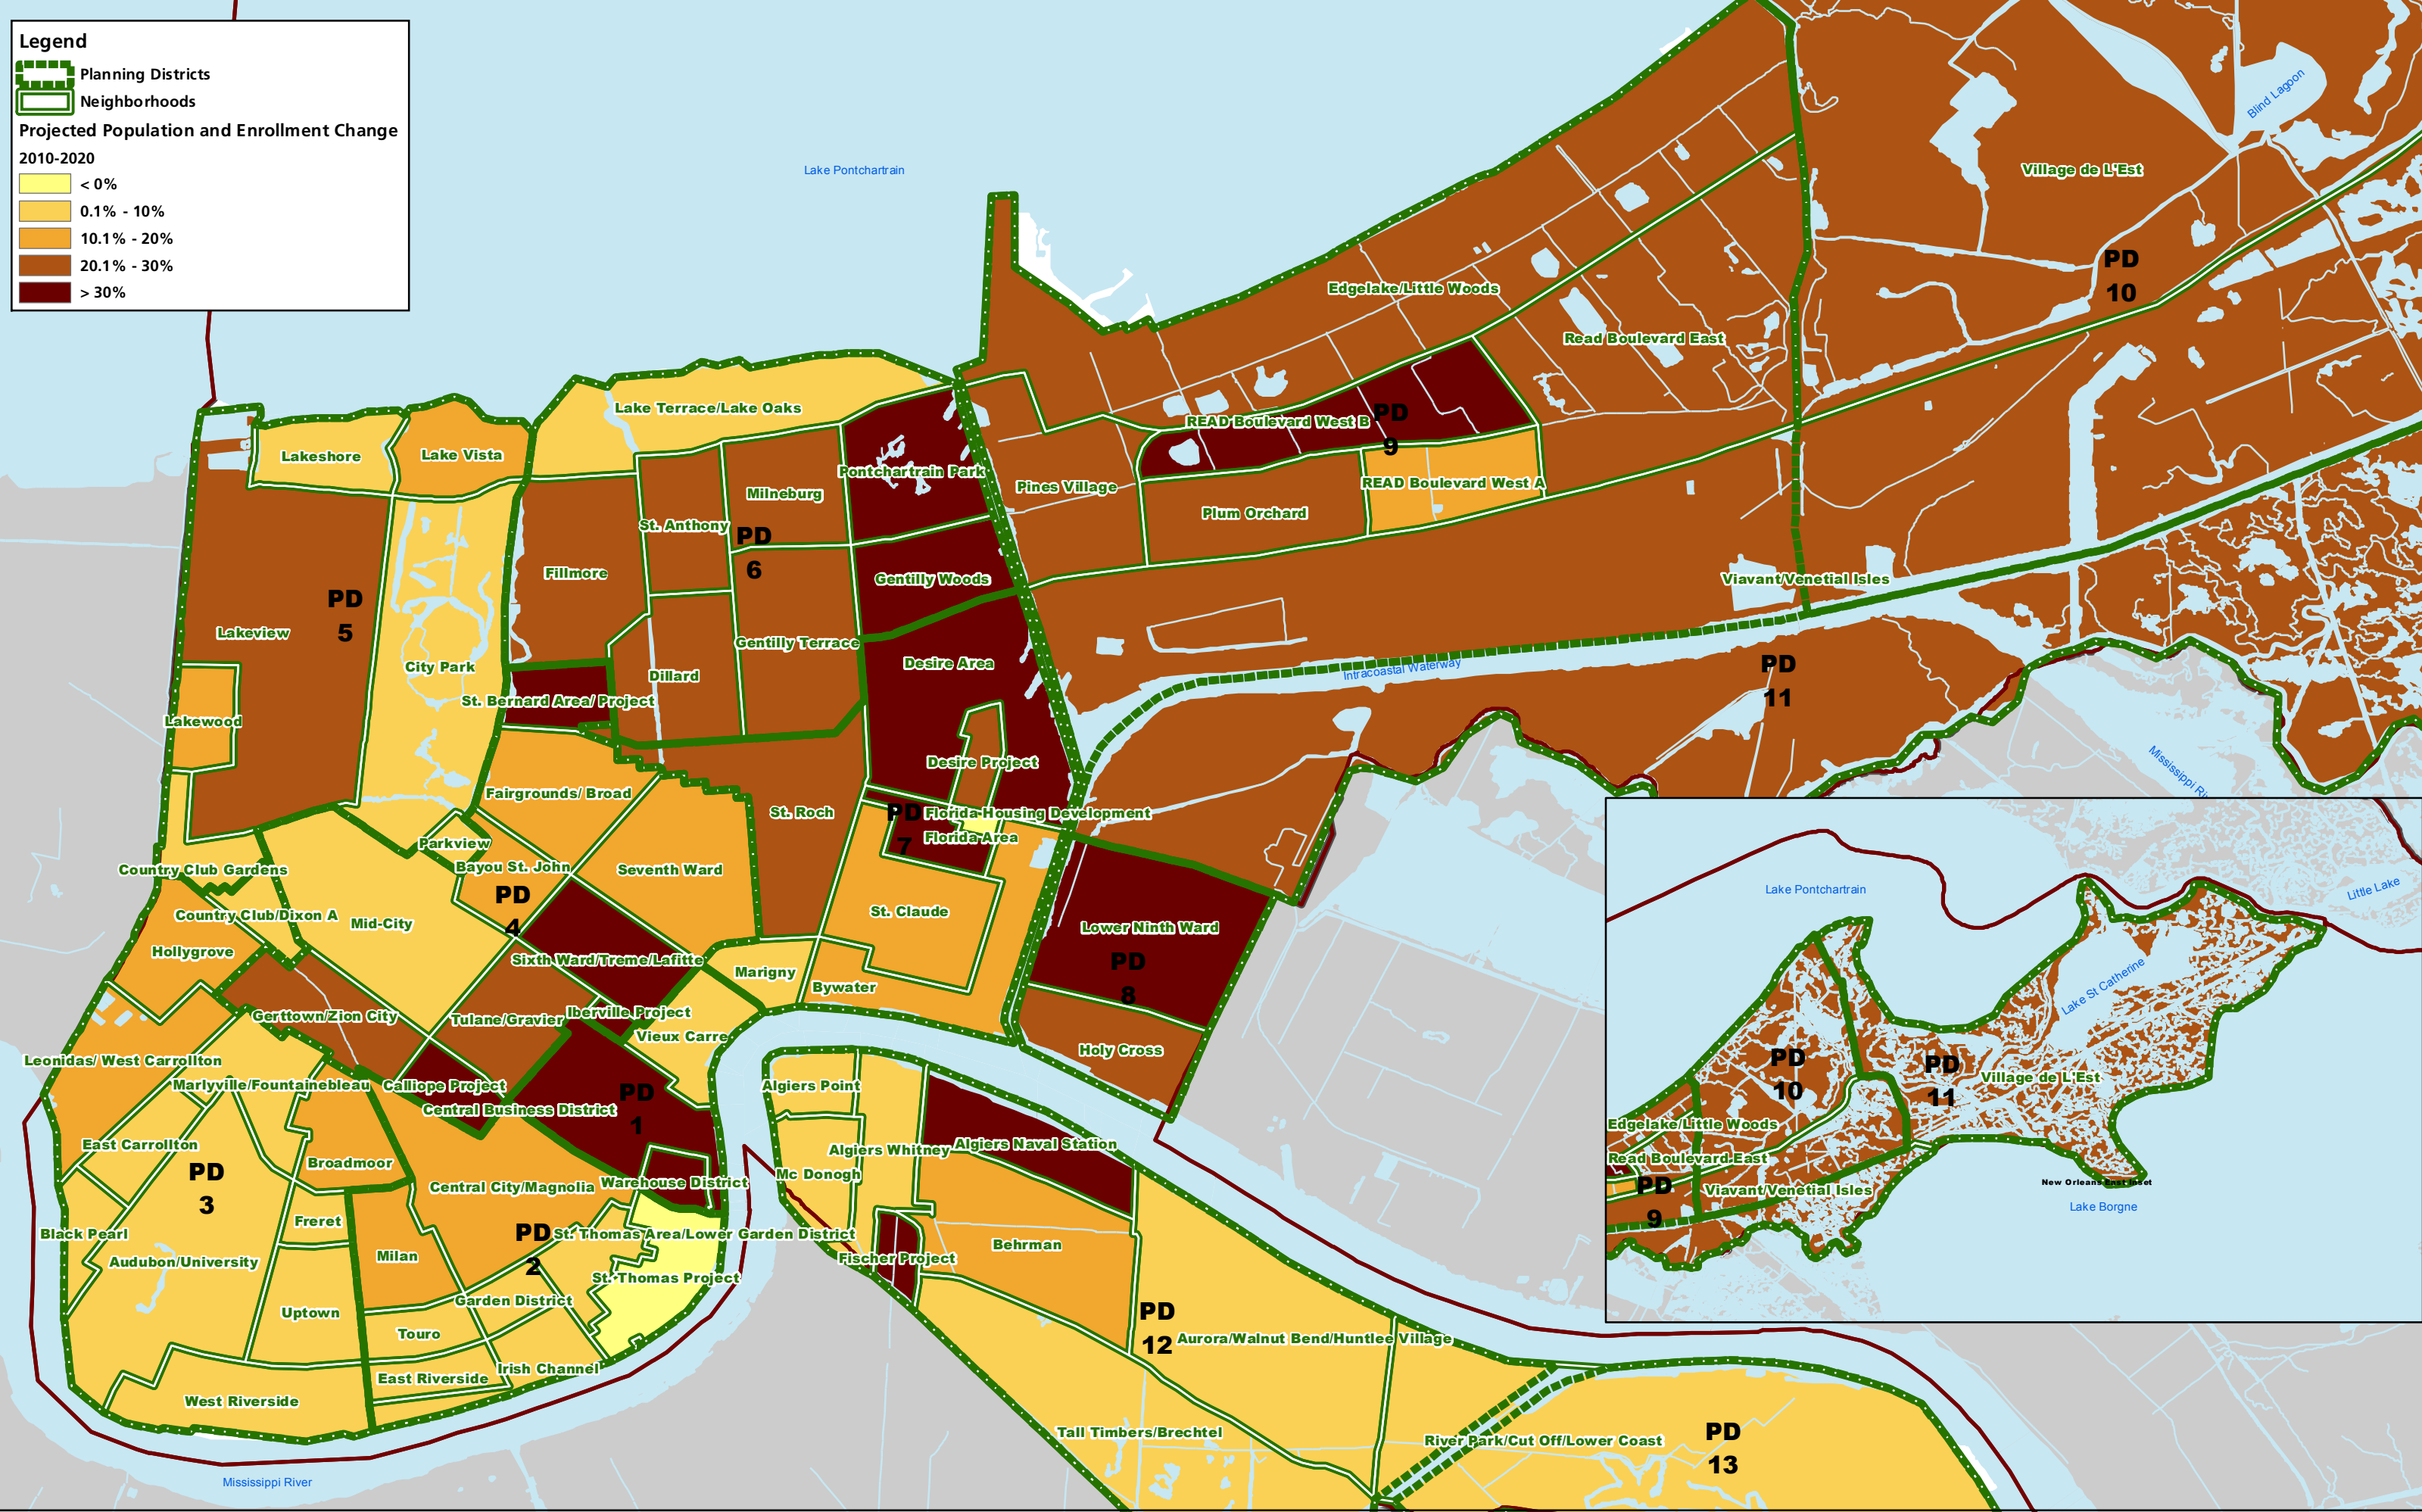 Legend
Planning Districts
Neighborhoods
Projected Population and Enrollment Change
2010-2020
< 0%
0.1% - 10%
10.1% - 20%
20.1% - 30%
> 30%
Lake Pontchartrain
Blind Lagoon
Village de L'Est
PD
10
Edgelake/Little Woods
Read Boulevard East
Lake Terrace/Lake Oaks
READ Boulevard West B
PD
9
Lakeshore
Lake Vista
Pontchartrain Park
Pines Village
READ Boulevard West A
Milneburg
Plum Orchard
St. Anthony
PD
6
Fillmore
Gentilly Woods
Viavant/Venetial Isles
PD
5
Lakeview
Gentilly Terrace
City Park
Desire Area
Intracoastal Waterway
PD
11
Dillard
St. Bernard Area/ Project
Lakewood
Desire Project
Mississippi Riv
Fairgrounds/ Broad
St. Roch
PD
7
Florida Housing Development
Florida Area
Parkview
Country Club Gardens
Bayou St. John
Seventh Ward
PD
4
Country Club/Dixon A
Mid-City
St. Claude
Lower Ninth Ward
Hollygrove
Sixth Ward/Treme/Lafitte
PD
8
Marigny
Bywater
Gerttown/Zion City
Tulane/Gravier
Iberville Project
Vieux Carre
Holy Cross
Leonidas/ West Carrollton
Marlyville/Fountainebleau
Calliope Project
Algiers Point
Central Business District
PD
1
East Carrollton
Algiers Whitney
Algiers Naval Station
Broadmoor
Mc Donogh
PD
3
Central City/Magnolia
Warehouse District
Freret
Black Pearl
PD
2
St. Thomas Area/Lower Garden District
Behrman
Milan
Audubon/University
Fischer Project
St. Thomas Project
Garden District
Uptown
PD
12
Touro
Aurora/Walnut Bend/Huntlee Village
Irish Channel
East Riverside
West Riverside
Tall Timbers/Brechtel
River Park/Cut Off/Lower Coast
PD
13
Mississippi River
Lake Pontchartrain
Little Lake
Lake St Catherine
PD
10
PD
11
Village de L'Est
Edgelake/Little Woods
Read Boulevard East
PD
9
Viavant/Venetial Isles
New Orleans East Inset
Lake Borgne